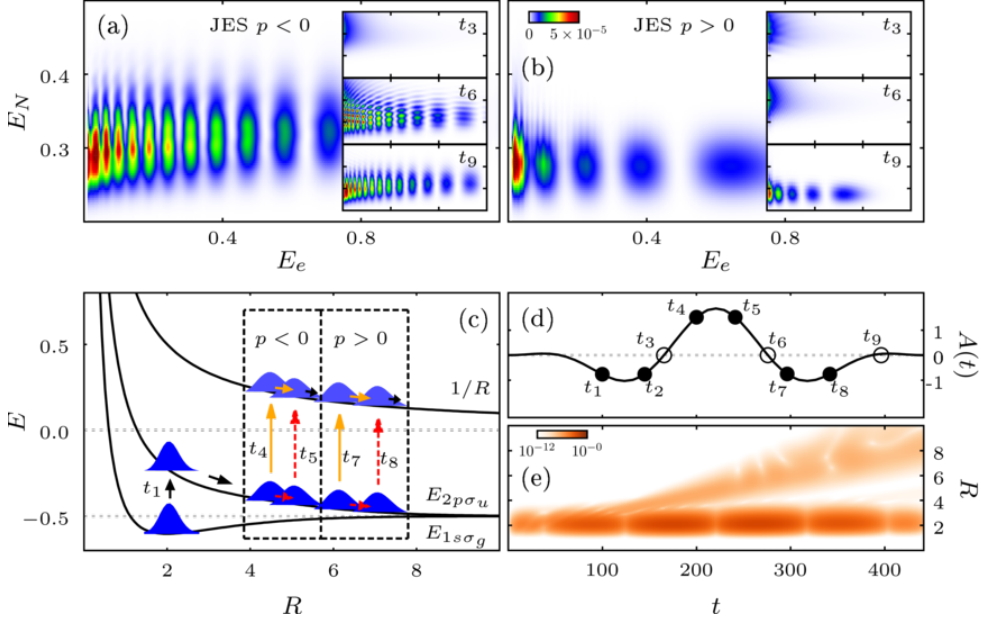 (a) JES p < 0
t3
t6
t9
0.4
0.3
E_N
0.4 0.8
E_e
0 5 × 10^-5
JES p > 0
(b)
t3
t6
t9
0.4 0.8
E_e
(c)
p < 0 p > 0
1/R
0.5
0.0
−0.5
E
t1
t4 t5 t7 t8
E_2pσu
E_1sσg
2 4 6 8
R
(d)
t1 t2 t3 t4 t5 t6 t7 t8 t9
1
0
-1
A(t)
10^-12 10^-0
(e)
8
6
4
2
R
100 200 300 400
t